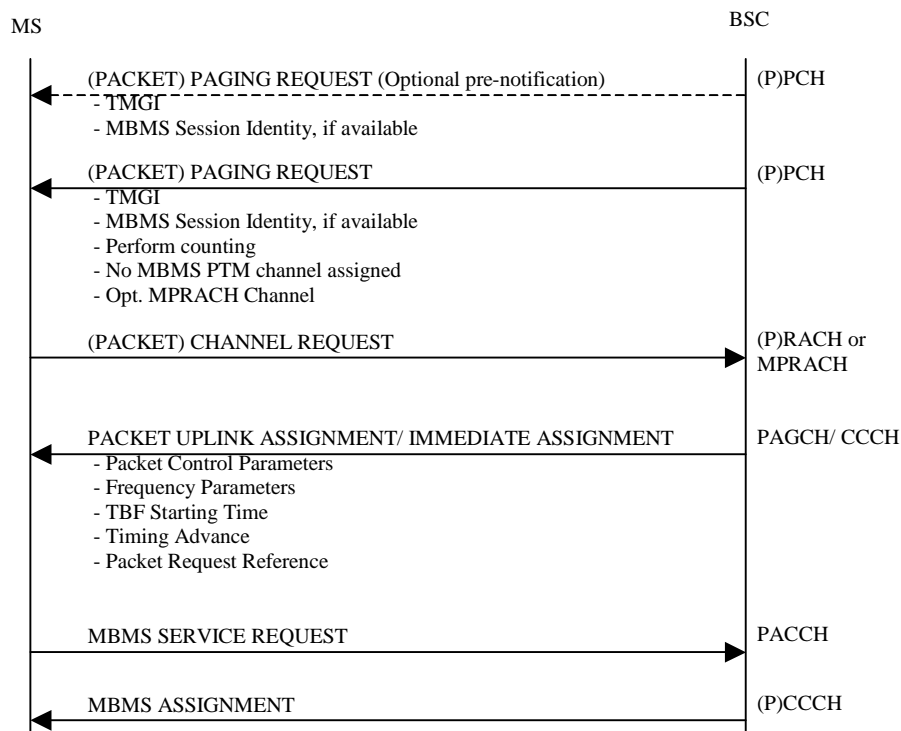 MS
BSC
(PACKET) PAGING REQUEST (Optional pre-notification)
(P)PCH
- TMGI
- MBMS Session Identity, if available
(PACKET) PAGING REQUEST
(P)PCH
- TMGI
- MBMS Session Identity, if available
- Perform counting
- No MBMS PTM channel assigned
- Opt. MPRACH Channel
(PACKET) CHANNEL REQUEST
(P)RACH or
MPRACH
PACKET UPLINK ASSIGNMENT/ IMMEDIATE ASSIGNMENT
PAGCH/ CCCH
- Packet Control Parameters
- Frequency Parameters
- TBF Starting Time
- Timing Advance
- Packet Request Reference
MBMS SERVICE REQUEST
PACCH
MBMS ASSIGNMENT
(P)CCCH